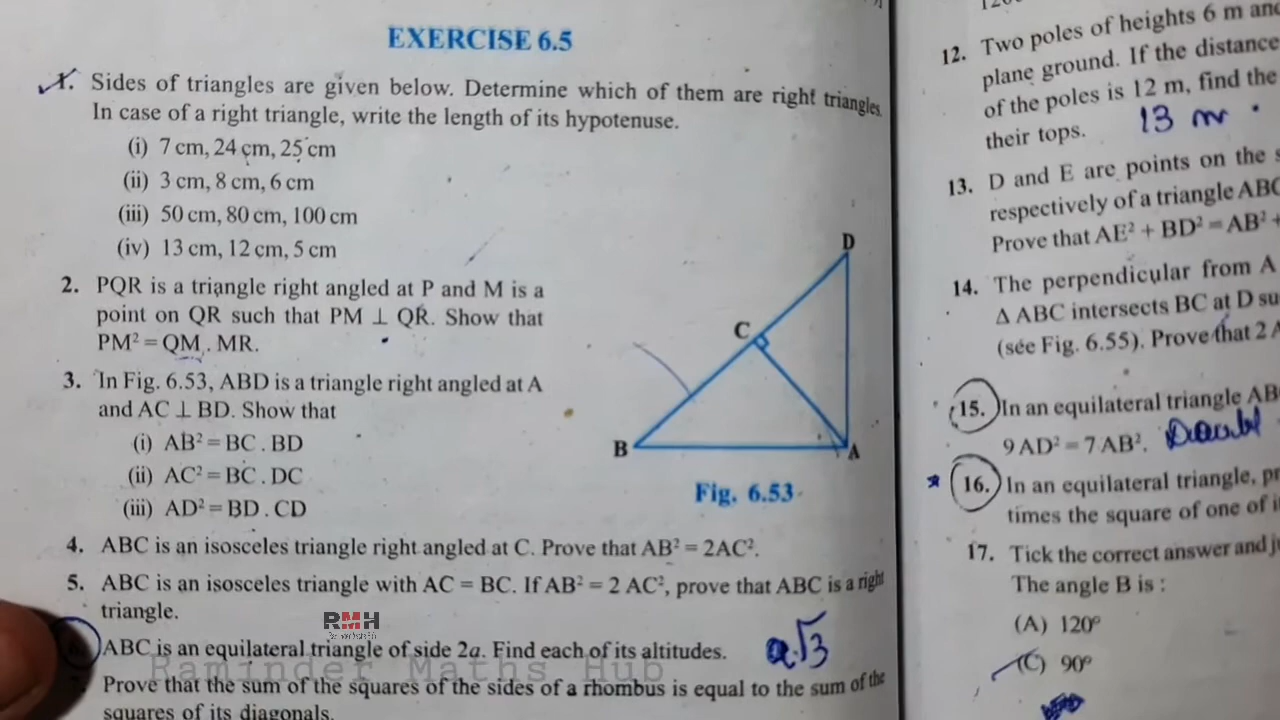 EXERCISE 6.5
1. Sides of triangles are given below. Determine which of them are right triangles.
In case of a right triangle, write the length of its hypotenuse.
(i) 7 cm, 24 cm, 25 cm
(ii) 3 cm, 8 cm, 6 cm
(iii) 50 cm, 80 cm, 100 cm
(iv) 13 cm, 12 cm, 5 cm
2. PQR is a triangle right angled at P and M is a
point on QR such that PM ⊥ QR. Show that
PM² = QM . MR.
3. In Fig. 6.53, ABD is a triangle right angled at A
and AC ⊥ BD. Show that
(i) AB² = BC . BD
(ii) AC² = BC . DC
(iii) AD² = BD . CD
D
C
B
A
Fig. 6.53
4. ABC is an isosceles triangle right angled at C. Prove that AB² = 2AC².
5. ABC is an isosceles triangle with AC = BC. If AB² = 2 AC², prove that ABC is a right
triangle.
RMH
ABC is an equilateral triangle of side 2a. Find each of its altitudes.
a√3
Raminder Maths Hub
Prove that the sum of the squares of the sides of a rhombus is equal to the sum of the
squares of its diagonals.
12. Two poles of heights 6 m and
plane ground. If the distance
of the poles is 12 m, find the
their tops.
13 m
13. D and E are points on the s
respectively of a triangle ABC
Prove that AE² + BD² = AB² +
14. The perpendicular from A
Δ ABC intersects BC at D su
(see Fig. 6.55). Prove that 2 A
15. In an equilateral triangle AB
9 AD² = 7 AB².
16. In an equilateral triangle, pr
times the square of one of i
17. Tick the correct answer and j
The angle B is :
(A) 120°
(C) 90°